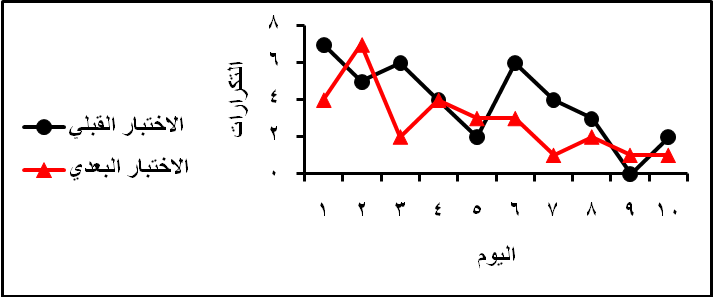 الاختبار القبلي
الاختبار البعدي
التكرارات
٨
٦
٤
٢
٠
١ ٢ ٣ ٤ ٥ ٦ ٧ ٨ ٩ ١٠
اليوم